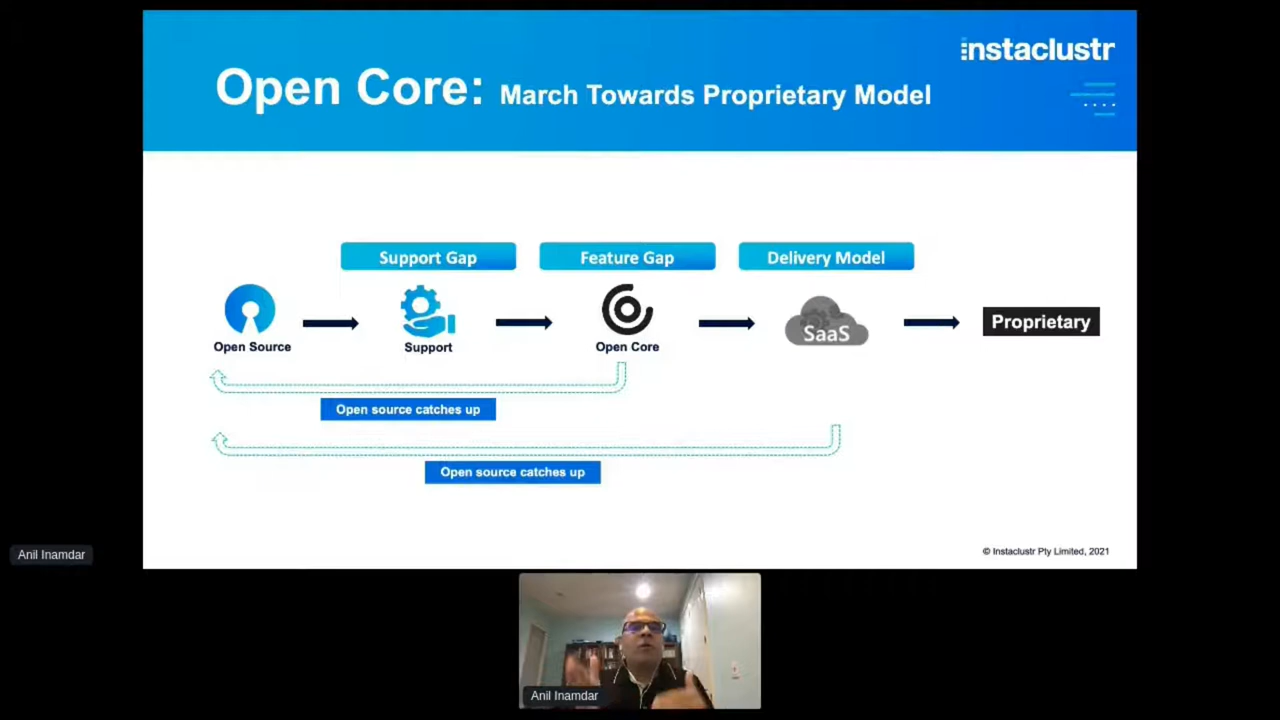 instaclustr
Open Core: March Towards Proprietary Model
Support Gap
Feature Gap
Delivery Model
SaaS
Proprietary
Open Source
Support
Open Core
Open source catches up
Open source catches up
© Instaclustr Pty Limited, 2021
Anil Inamdar
Anil Inamdar